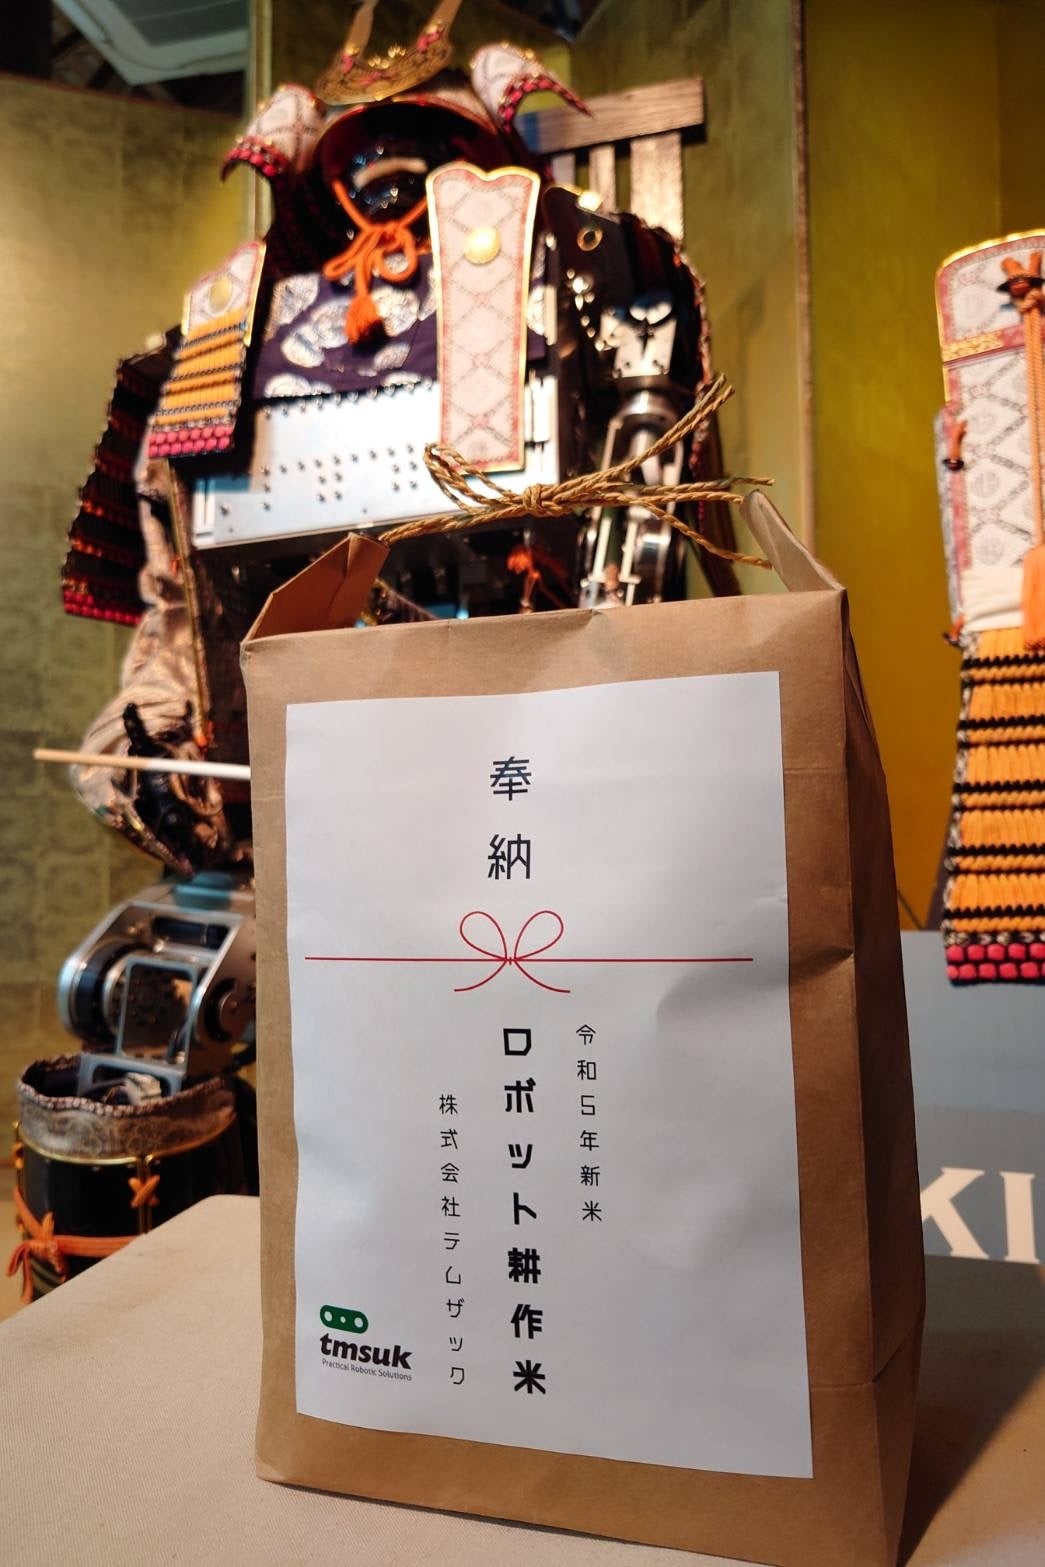 奉納
令和5年新米
ロボット耕作米
株式会社テムザック
tmsuk
Practical Robotic Solutions
KI